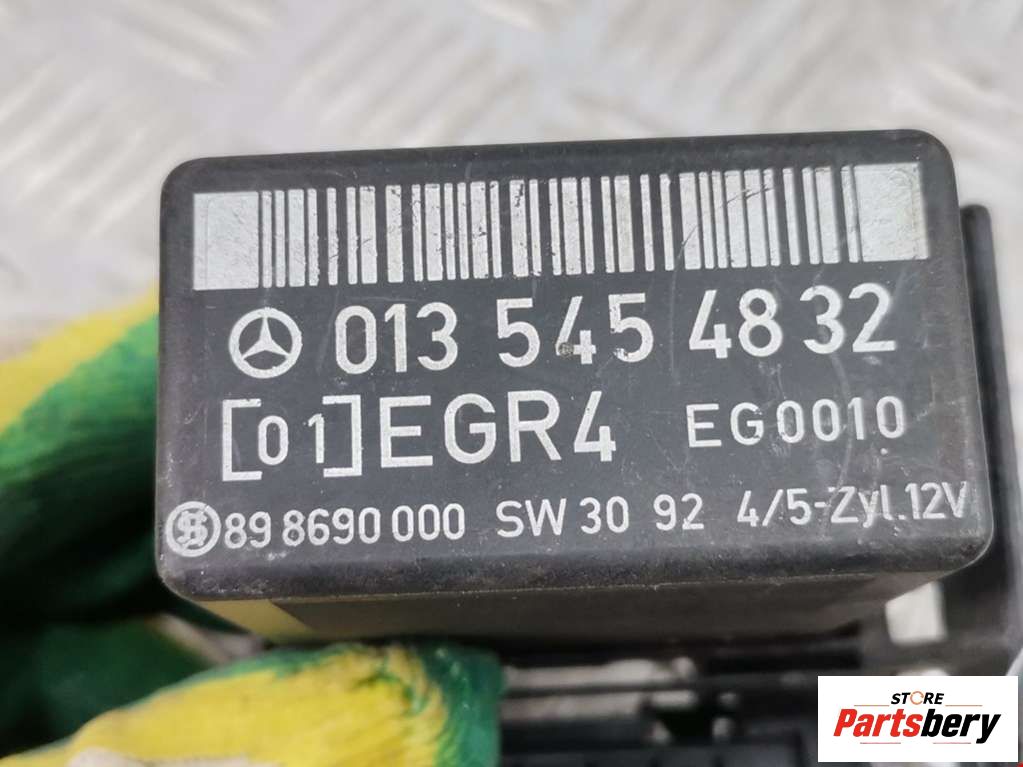 013 545 48 32
[01] EGR4 EG0010
89 8690 000 SW 30 92 4/5-Zyl. 12V
STORE
Partsbery